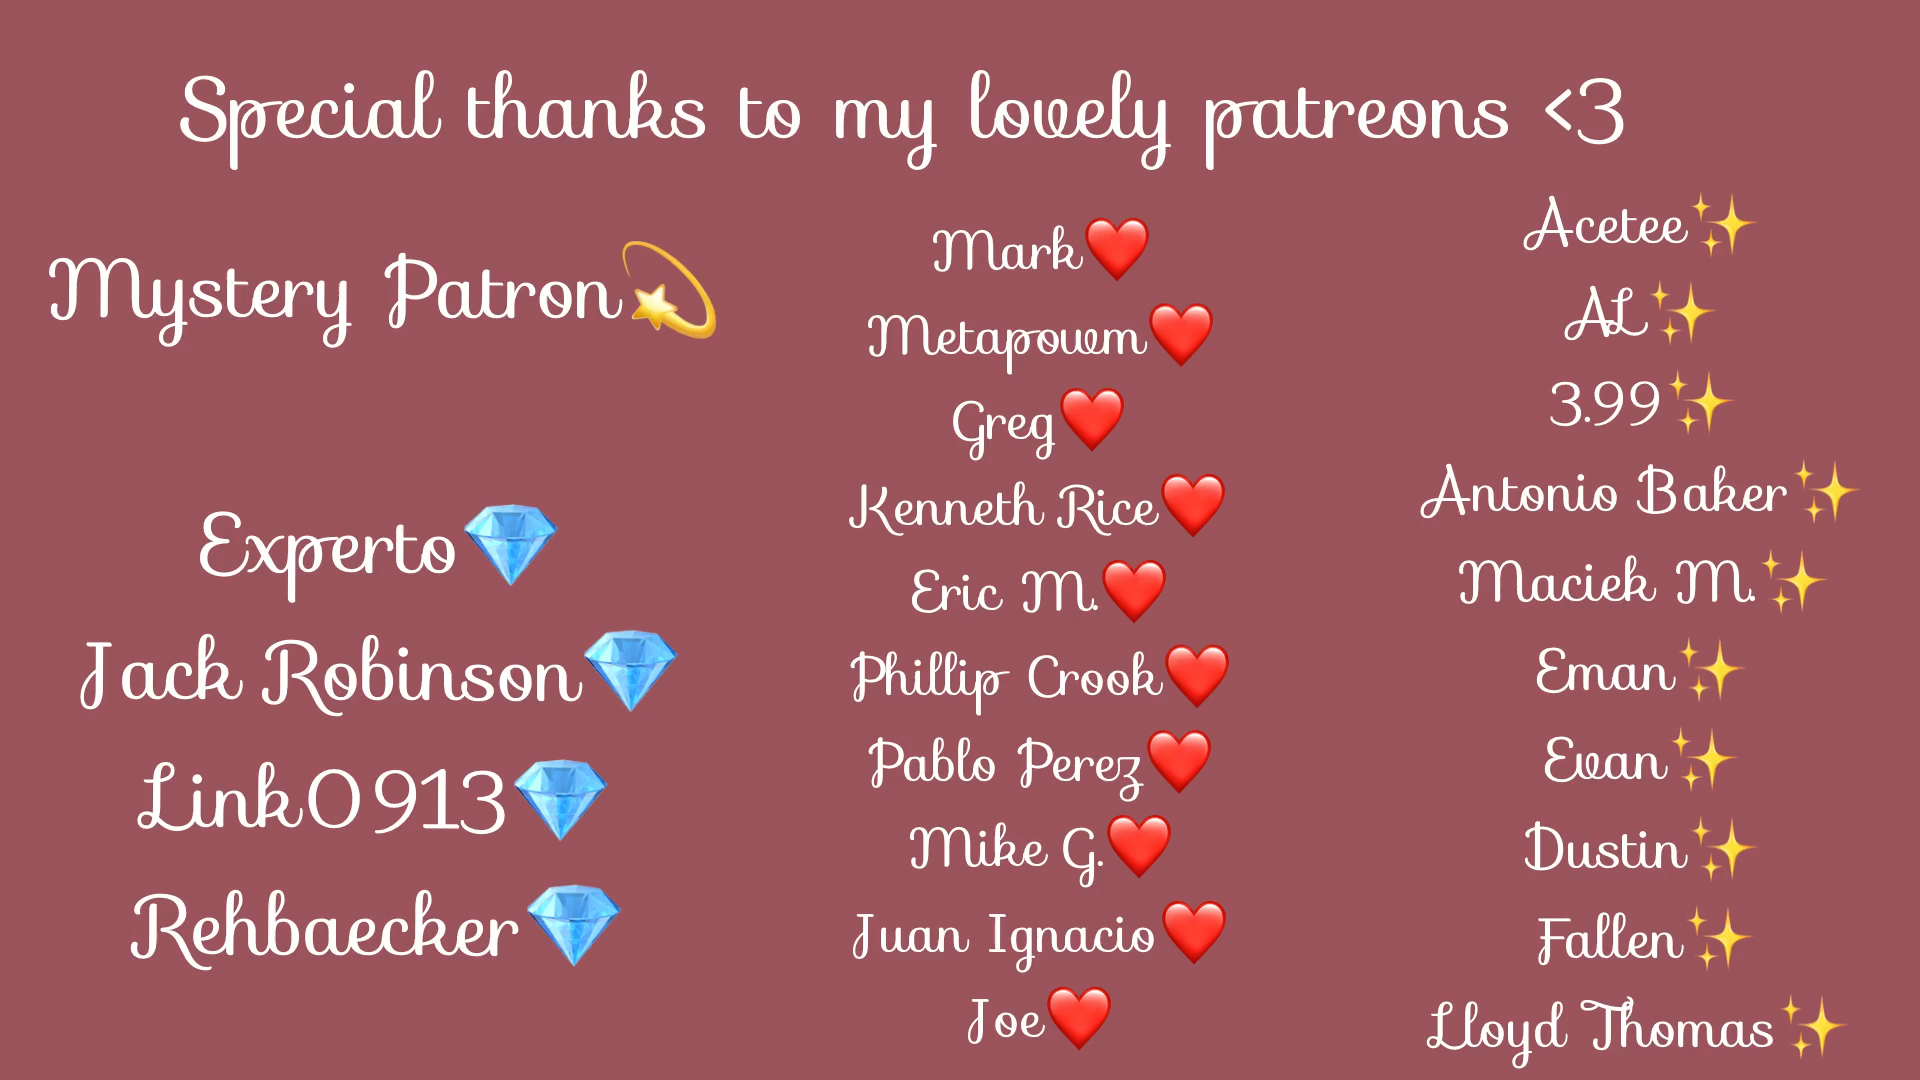 Special thanks to my lovely patreons <3
Mystery Patron💫
Experto💎
Jack Robinson💎
Link0913💎
Rehbaecker💎
Mark❤️
Metapowm❤️
Greg❤️
Kenneth Rice❤️
Eric M.❤️
Phillip Crook❤️
Pablo Perez❤️
Mike G.❤️
Juan Ignacio❤️
Joe❤️
Acetee✨
AL✨
3.99✨
Antonio Baker✨
Maciek M.✨
Eman✨
Evan✨
Dustin✨
Fallen✨
Lloyd Thomas✨